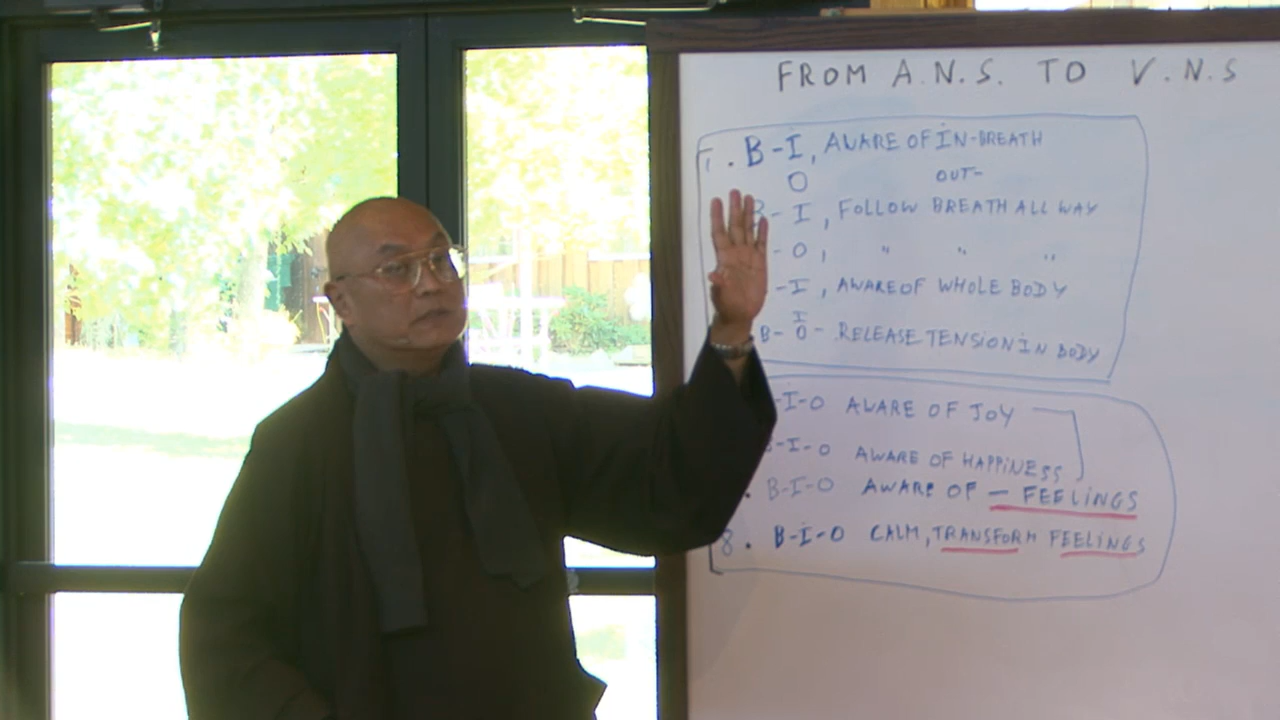 FROM A.N.S. TO V.N.S
1. B-I, AWARE OF IN-BREATH
O OUT-
B-I, FOLLOW BREATH ALL WAY
-O, " " "
-I, AWARE OF WHOLE BODY
B-I O- RELEASE TENSION IN BODY
-I-O AWARE OF JOY
B-I-O AWARE OF HAPPINESS
. B-I-O AWARE OF — FEELINGS
8. B-I-O CALM, TRANSFORM FEELINGS